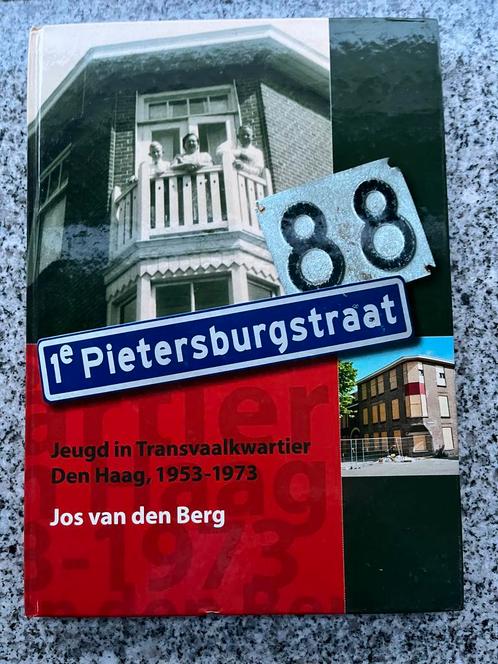 88
1e Pietersburgstraat
Jeugd in Transvaalkwartier
Den Haag, 1953-1973
Jos van den Berg